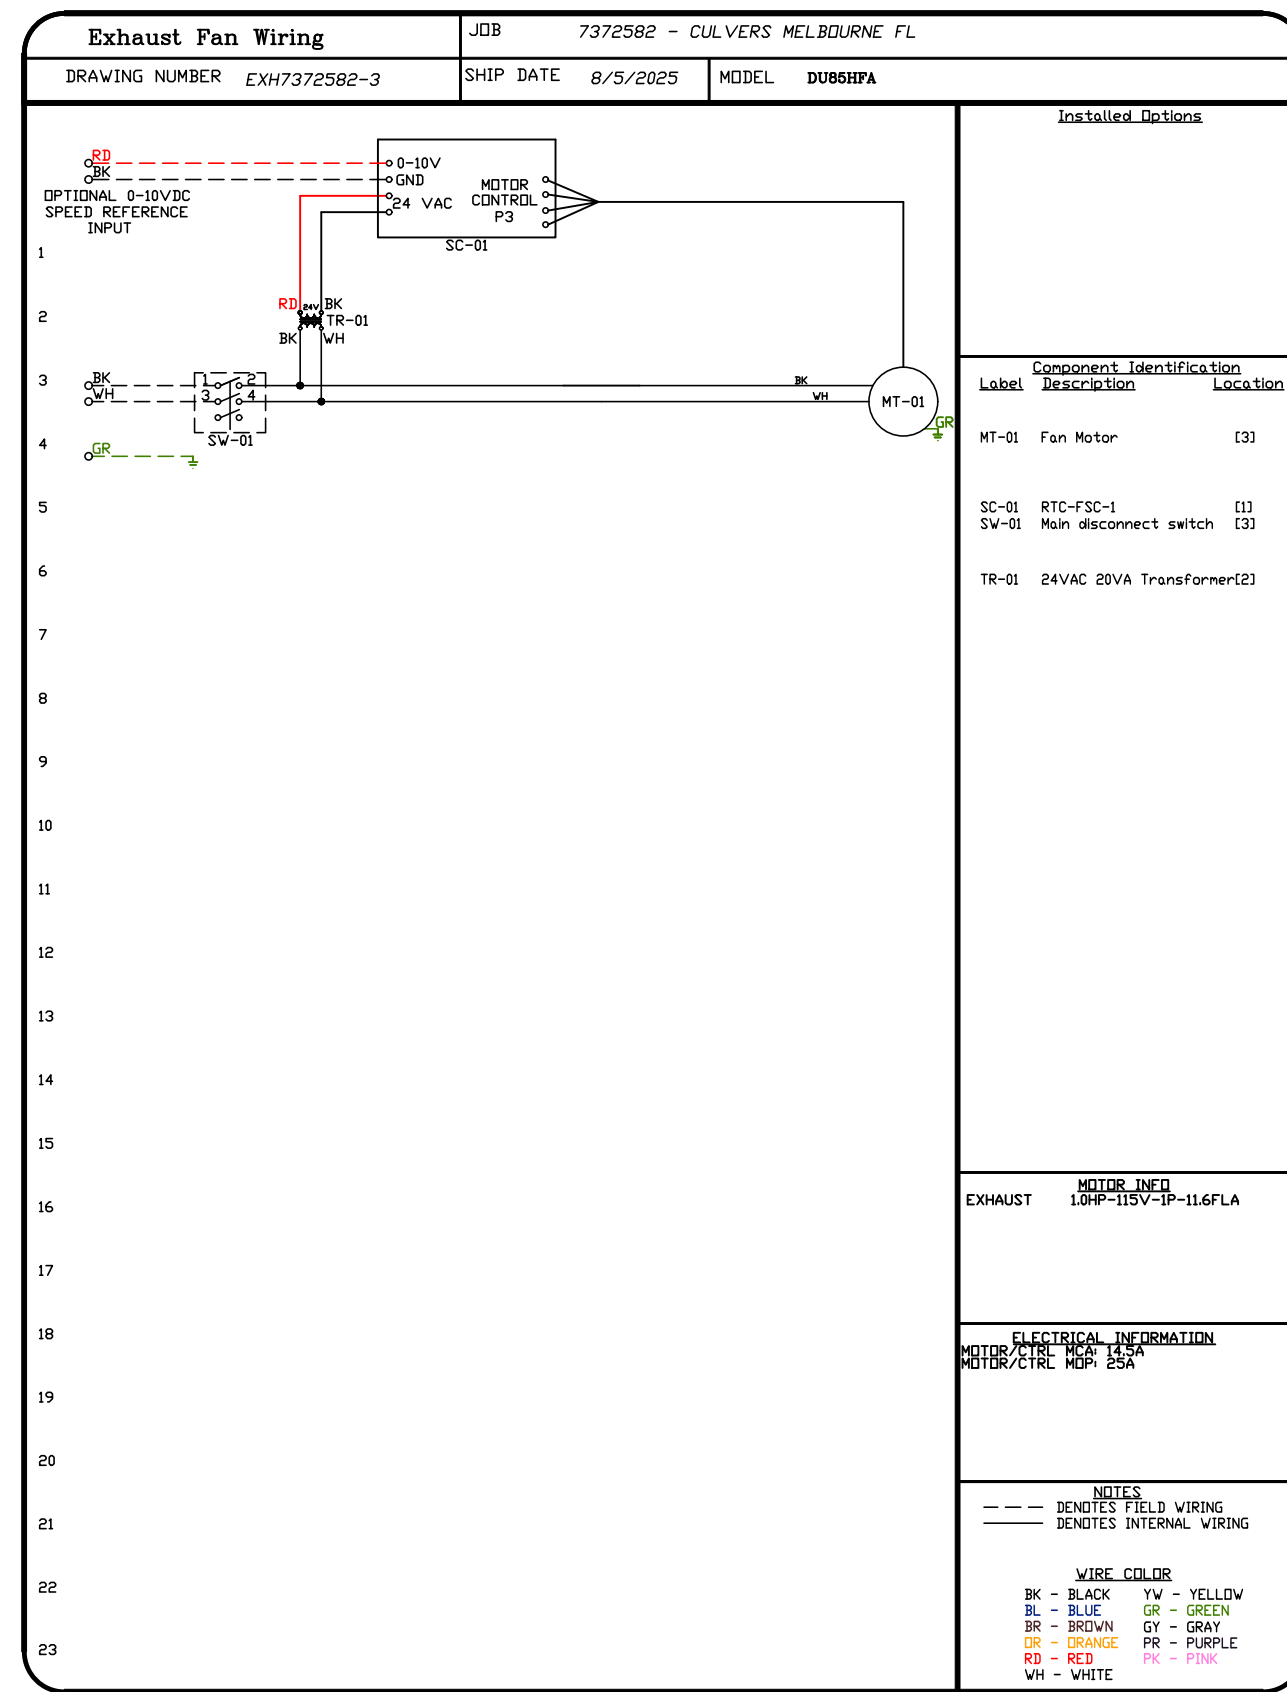 Exhaust Fan Wiring
JOB 7372582 - CULVERS MELBOURNE FL
DRAWING NUMBER EXH7372582-3
SHIP DATE 8/5/2025
MODEL DU85HFA
RD
BK
OPTIONAL 0-10VDC
SPEED REFERENCE
INPUT
0-10V
GND
24 VAC
MOTOR
CONTROL
P3
SC-01
RD 24V BK
TR-01
BK WH
BK
WH
1 2
3 4
SW-01
GR
BK
WH
MT-01
GR
1
2
3
4
5
6
7
8
9
10
11
12
13
14
15
16
17
18
19
20
21
22
23
Installed Options
Component Identification
Label Description Location
MT-01 Fan Motor [3]
SC-01 RTC-FSC-1 [1]
SW-01 Main disconnect switch [3]
TR-01 24VAC 20VA Transformer[2]
MOTOR INFO
EXHAUST 1.0HP-115V-1P-11.6FLA
ELECTRICAL INFORMATION
MOTOR/CTRL MCA: 14.5A
MOTOR/CTRL MOP: 25A
NOTES
DENOTES FIELD WIRING
DENOTES INTERNAL WIRING
WIRE COLOR
BK - BLACK YW - YELLOW
BL - BLUE GR - GREEN
BR - BROWN GY - GRAY
OR - ORANGE PR - PURPLE
RD - RED PK - PINK
WH - WHITE